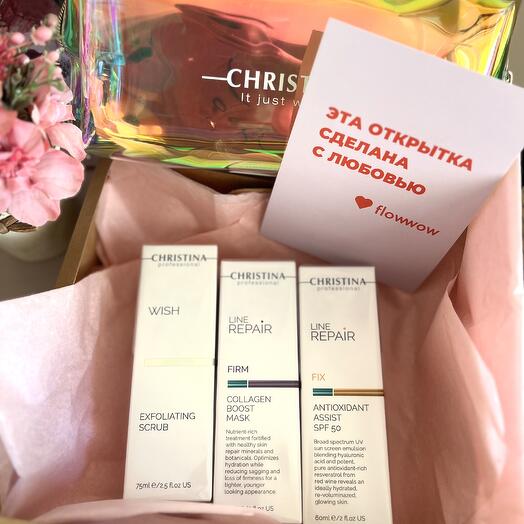 CHRISTIN
It just w
ЭТА ОТКРЫТКА
СДЕЛАНА
С ЛЮБОВЬЮ
flowwow
CHRISTINA
professional
WISH
EXFOLIATING
SCRUB
75ml/2.5 fl.oz US
CHRISTINA
professional
LINE
REPAIR
FIRM
COLLAGEN
BOOST
MASK
Nutrient-rich
treatment fortified
with healthy skin
repair minerals and
botanicals. Optimizes
hydration while
reducing sagging and
loss of firmness for a
tighter, younger
looking appearance.
CHRISTINA
professional
LINE
REPAIR
FIX
ANTIOXIDANT
ASSIST
SPF 50
Broad spectrum UV
sun screen emulsion
blending hyaluronic
acid and potent,
pure antioxidant-rich
resveratrol from
red wine reveals an
ideally hydrated,
re-voluminized,
glowing skin.
60ml/2 fl.oz US